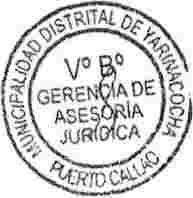 MUNICIPALIDAD DISTRITAL DE YARINACOCHA
Vº Bº
GERENCIA DE
ASESORÍA
JURÍDICA
PUERTO CALLAO